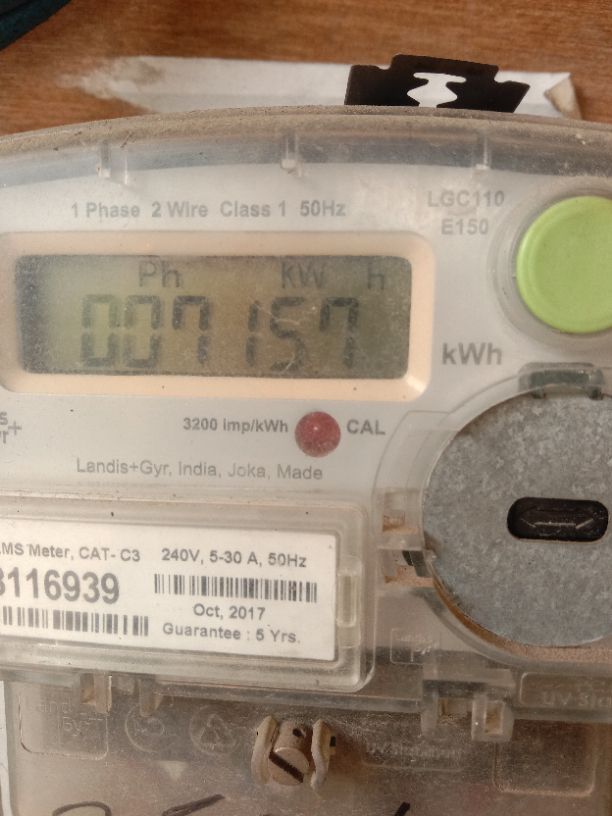 1 Phase 2 Wire Class 1 50Hz
LGC110
E150
Ph KW h
007157
kWh
3200 imp/kWh
CAL
Landis+Gyr, India, Joka, Made
MS Meter, CAT- C3
240V, 5-30 A, 50Hz
116939
Oct, 2017
Guarantee : 5 Yrs.